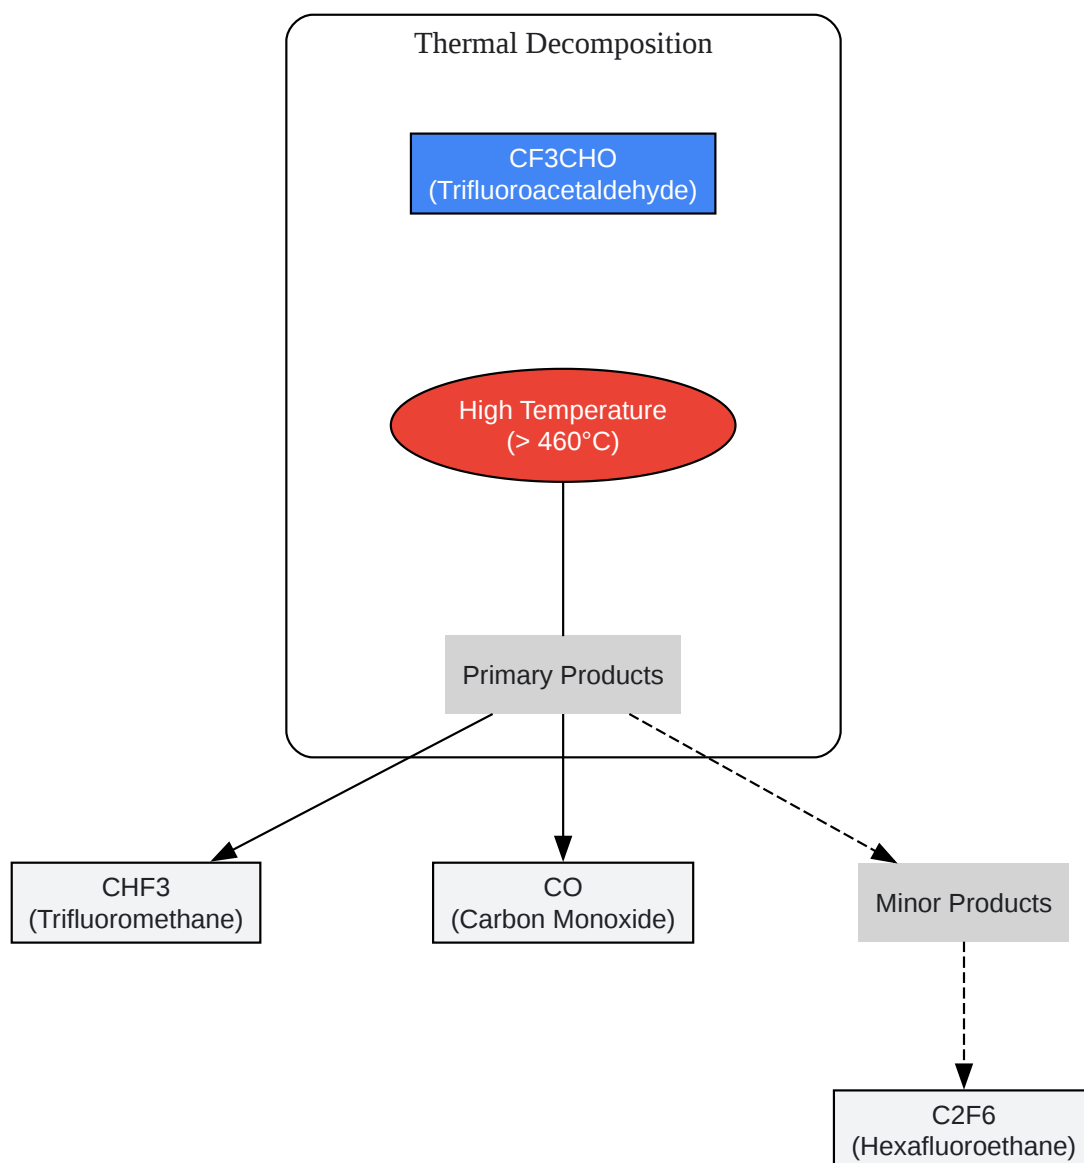 Thermal Decomposition
CF3CHO
(Trifluoroacetaldehyde)
High Temperature
(> 460°C)
Primary Products
CHF3
(Trifluoromethane)
CO
(Carbon Monoxide)
Minor Products
C2F6
(Hexafluoroethane)